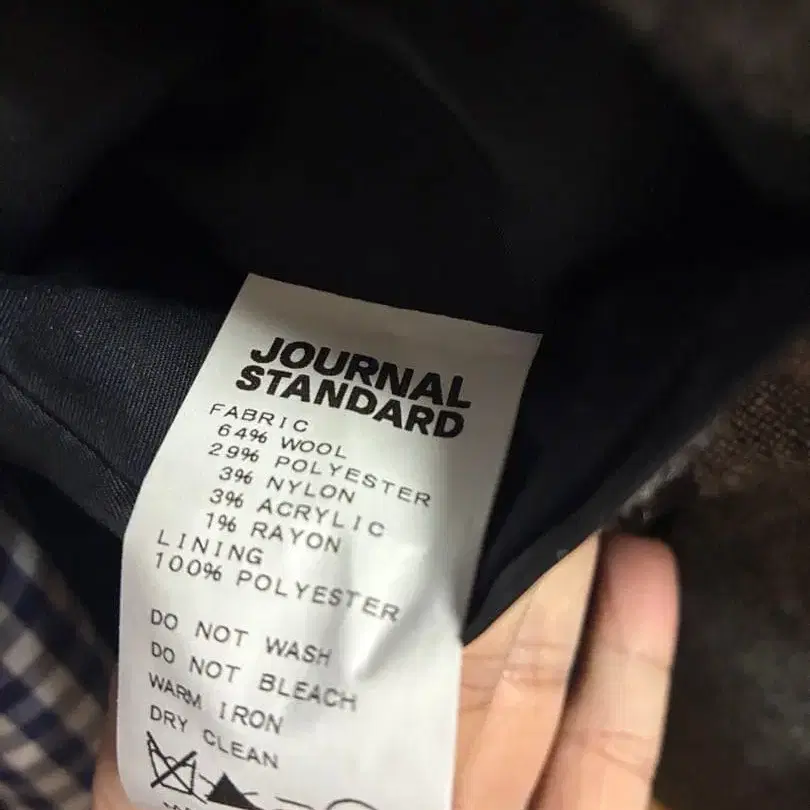 JOURNAL
STANDARD
FABRIC
64% WOOL
29% POLYESTER
3% NYLON
3% ACRYLIC
1% RAYON
LINING
100% POLYESTER
DO NOT WASH
DO NOT BLEACH
WARM IRON
DRY CLEAN